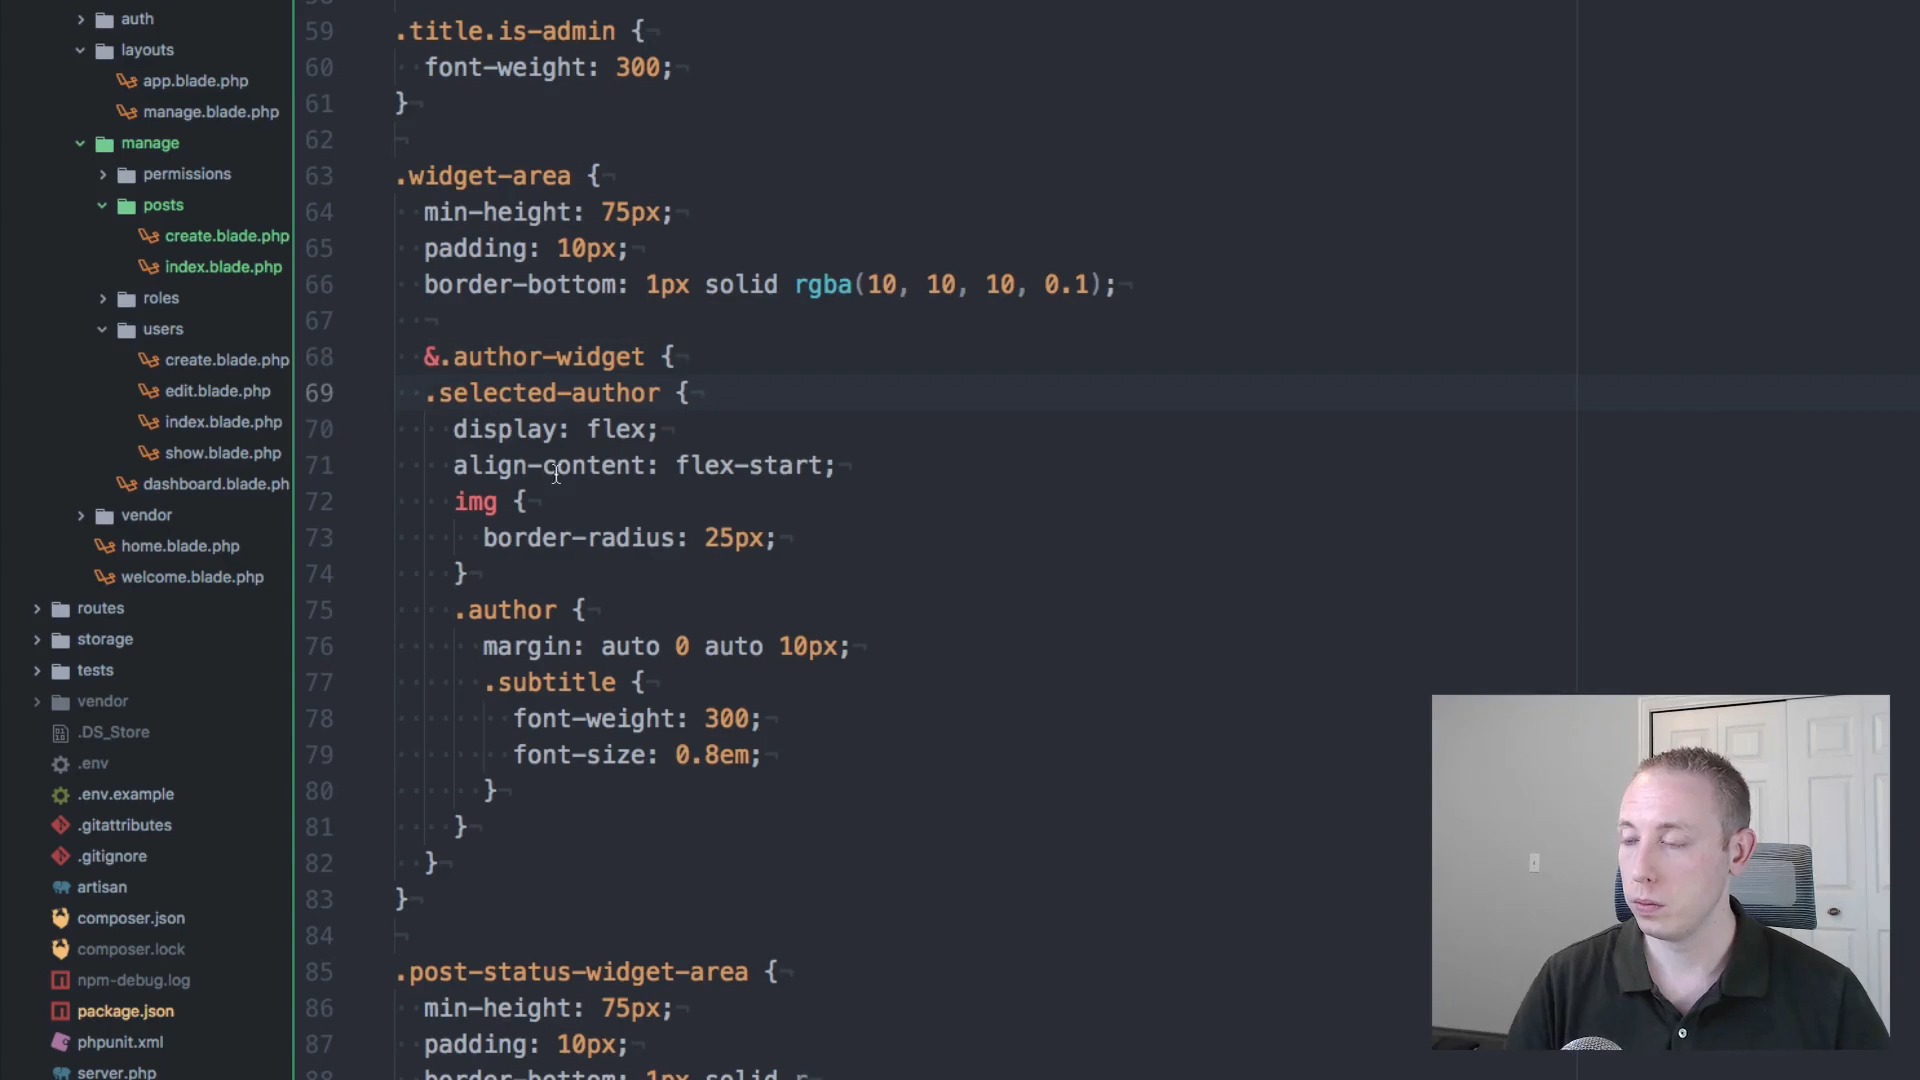 auth
layouts
app.blade.php
manage.blade.php
manage
permissions
posts
create.blade.php
index.blade.php
roles
users
create.blade.php
edit.blade.php
index.blade.php
show.blade.php
dashboard.blade.ph
vendor
home.blade.php
welcome.blade.php
routes
storage
tests
vendor
.DS_Store
.env
.env.example
.gitattributes
.gitignore
artisan
composer.json
composer.lock
npm-debug.log
package.json
phpunit.xml
server.php
59 .title.is-admin {
60 font-weight: 300;
61 }
62
63 .widget-area {
64 min-height: 75px;
65 padding: 10px;
66 border-bottom: 1px solid rgba(10, 10, 10, 0.1);
67
68 &.author-widget {
69 .selected-author {
70 display: flex;
71 align-content: flex-start;
72 img {
73 border-radius: 25px;
74 }
75 .author {
76 margin: auto 0 auto 10px;
77 .subtitle {
78 font-weight: 300;
79 font-size: 0.8em;
80 }
81 }
82 }
83 }
84
85 .post-status-widget-area {
86 min-height: 75px;
87 padding: 10px;
88 border-bottom: 1px solid r